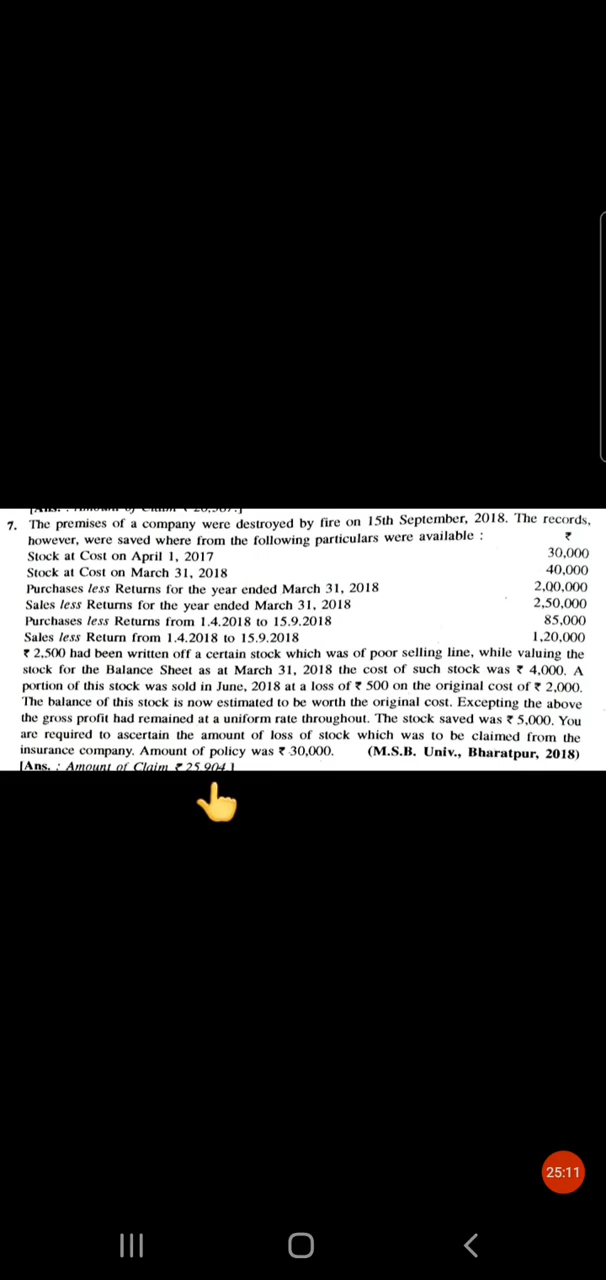 7. The premises of a company were destroyed by fire on 15th September, 2018. The records,
however, were saved where from the following particulars were available : ₹
Stock at Cost on April 1, 2017 30,000
Stock at Cost on March 31, 2018 40,000
Purchases less Returns for the year ended March 31, 2018 2,00,000
Sales less Returns for the year ended March 31, 2018 2,50,000
Purchases less Returns from 1.4.2018 to 15.9.2018 85,000
Sales less Return from 1.4.2018 to 15.9.2018 1,20,000
₹ 2,500 had been written off a certain stock which was of poor selling line, while valuing the
stock for the Balance Sheet as at March 31, 2018 the cost of such stock was ₹ 4,000. A
portion of this stock was sold in June, 2018 at a loss of ₹ 500 on the original cost of ₹ 2,000.
The balance of this stock is now estimated to be worth the original cost. Excepting the above
the gross profit had remained at a uniform rate throughout. The stock saved was ₹ 5,000. You
are required to ascertain the amount of loss of stock which was to be claimed from the
insurance company. Amount of policy was ₹ 30,000. (M.S.B. Univ., Bharatpur, 2018)
[Ans. : Amount of Claim ₹ 25,904.]
25:11